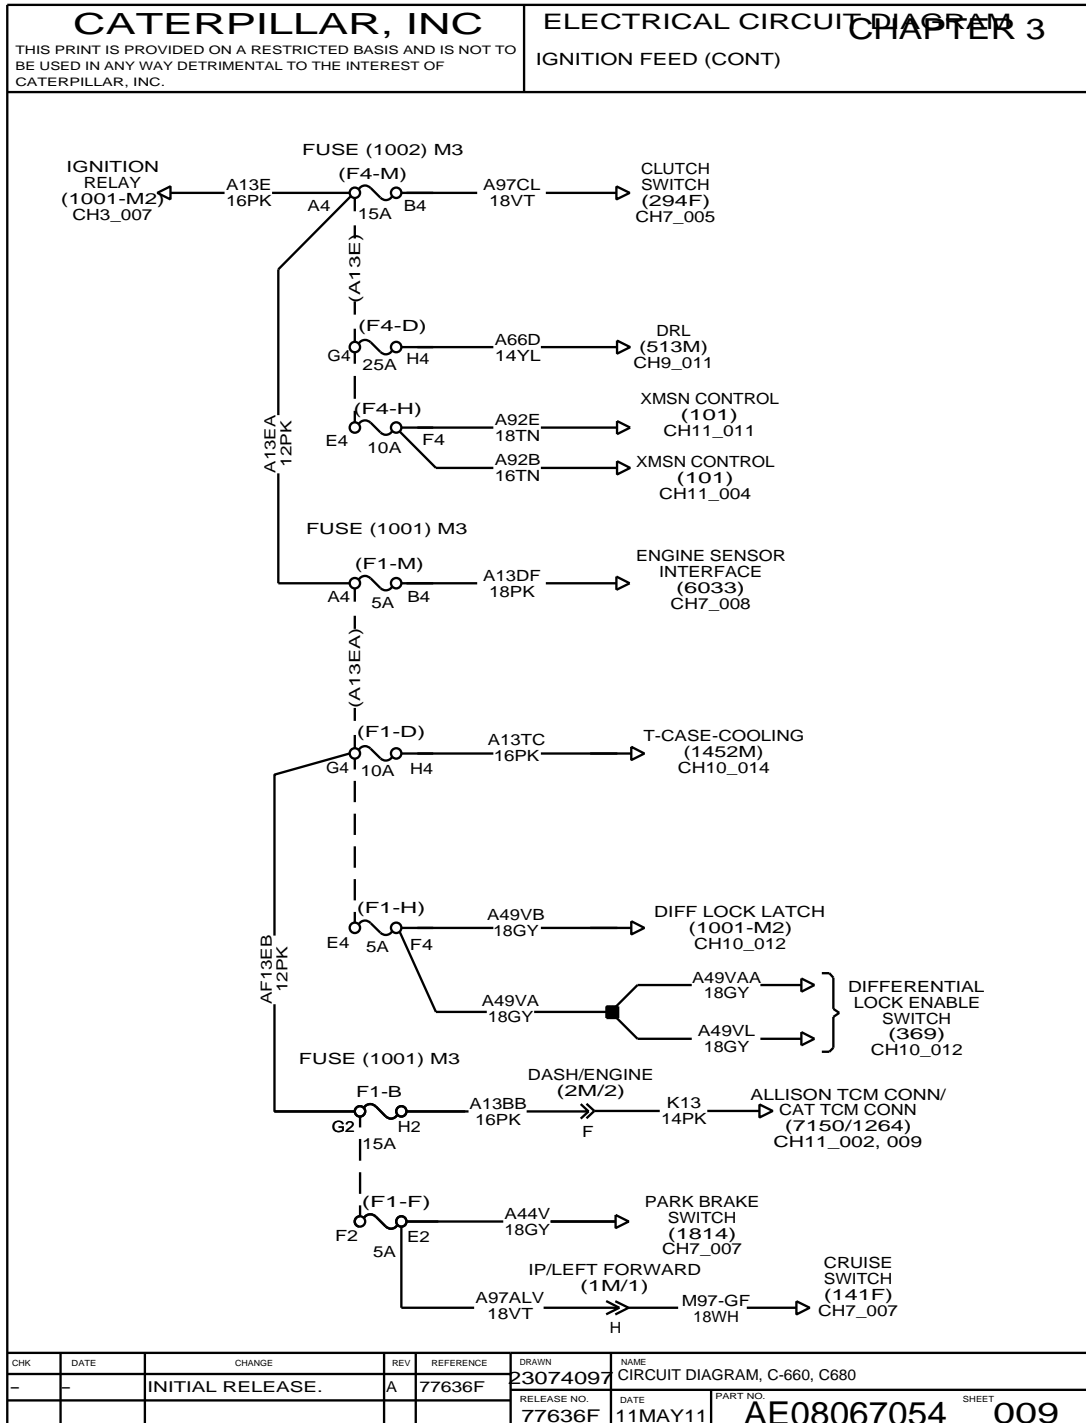 CATERPILLAR, INC
THIS PRINT IS PROVIDED ON A RESTRICTED BASIS AND IS NOT TO
BE USED IN ANY WAY DETRIMENTAL TO THE INTEREST OF
CATERPILLAR, INC.
ELECTRICAL CIRCUIT DIAGRAM
CHAPTER 3
IGNITION FEED (CONT)
FUSE (1002) M3
IGNITION
RELAY
(1001-M2)
CH3_007
A13E
16PK
(F4-M)
A4
15A
B4
A97CL
18VT
CLUTCH
SWITCH
(294F)
CH7_005
(A13E)
(F4-D)
G4
25A
H4
A66D
14YL
DRL
(513M)
CH9_011
(F4-H)
E4
10A
F4
A92E
18TN
XMSN CONTROL
(101)
CH11_011
A92B
16TN
XMSN CONTROL
(101)
CH11_004
A13EA
12PK
FUSE (1001) M3
(F1-M)
A4
5A
B4
A13DF
18PK
ENGINE SENSOR
INTERFACE
(6033)
CH7_008
(A13EA)
(F1-D)
G4
10A
H4
A13TC
16PK
T-CASE-COOLING
(1452M)
CH10_014
(F1-H)
E4
5A
F4
A49VB
18GY
DIFF LOCK LATCH
(1001-M2)
CH10_012
AF13EB
12PK
A49VA
18GY
A49VAA
18GY
A49VL
18GY
DIFFERENTIAL
LOCK ENABLE
SWITCH
(369)
CH10_012
FUSE (1001) M3
F1-B
G2
15A
H2
A13BB
16PK
DASH/ENGINE
(2M/2)
F
K13
14PK
ALLISON TCM CONN/
CAT TCM CONN
(7150/1264)
CH11_002, 009
(F1-F)
F2
5A
E2
A44V
18GY
PARK BRAKE
SWITCH
(1814)
CH7_007
A97ALV
18VT
IP/LEFT FORWARD
(1M/1)
H
M97-GF
18WH
CRUISE
SWITCH
(141F)
CH7_007
CHK DATE CHANGE REV REFERENCE
– – INITIAL RELEASE. A 77636F
DRAWN
23074097
NAME
CIRCUIT DIAGRAM, C-660, C680
RELEASE NO.
77636F
DATE
11MAY11
PART NO.
AE08067054
SHEET
009